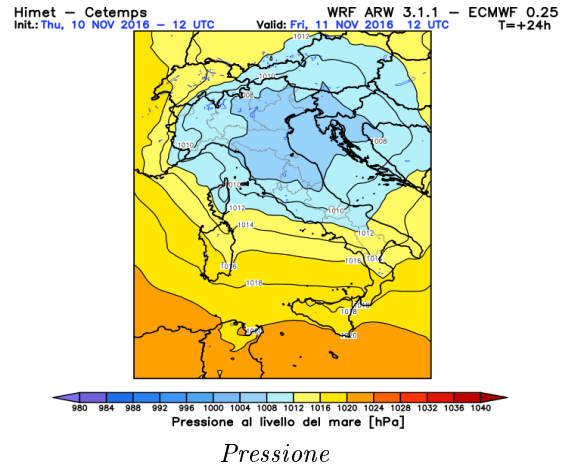 Himet – Cetemps WRF ARW 3.1.1 – ECMWF 0.25
Init.: Thu, 10 NOV 2016 – 12 UTC Valid: Fri, 11 NOV 2016 12 UTC T=+24h
1012
1010
1008
1010
1010
1012
1014
1010
1012
1016
1018
1018
980 984 988 992 996 1000 1004 1008 1012 1016 1020 1024 1028 1032 1036 1040
Pressione al livello del mare [hPa]
Pressione